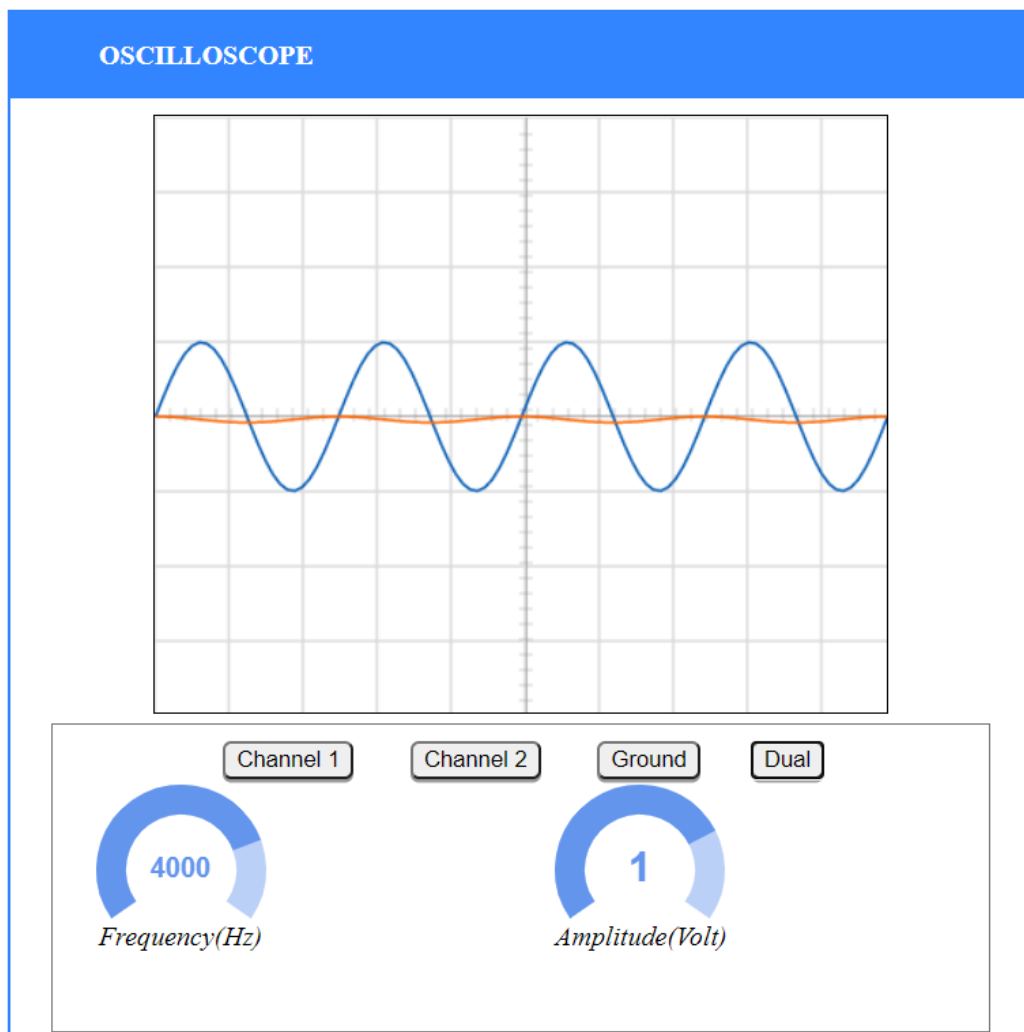 OSCILLOSCOPE
Channel 1 Channel 2 Ground Dual
4000 1
Frequency(Hz) Amplitude(Volt)